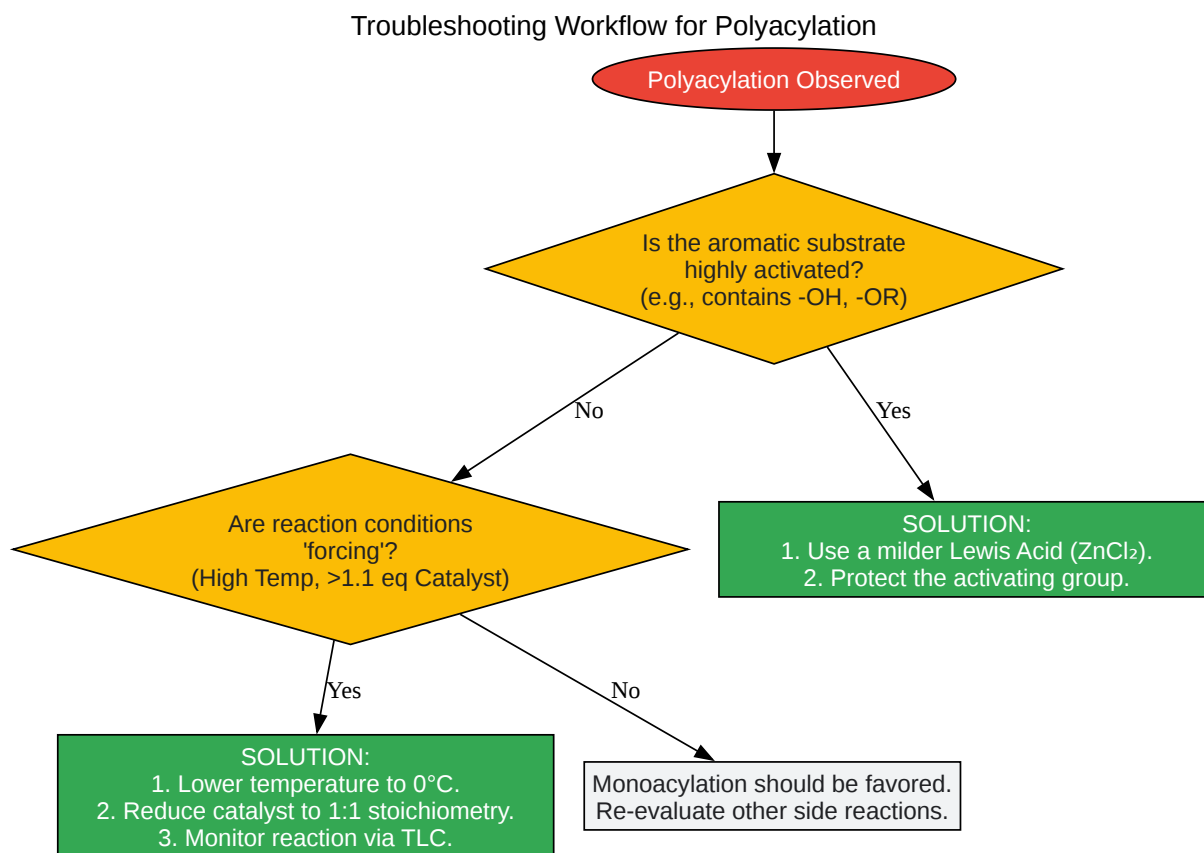 Troubleshooting Workflow for Polyacylation
Polyacylation Observed
Is the aromatic substrate
highly activated?
(e.g., contains -OH, -OR)
No
Yes
Are reaction conditions
'forcing'?
(High Temp, >1.1 eq Catalyst)
SOLUTION:
1. Use a milder Lewis Acid (ZnCl₂).
2. Protect the activating group.
Yes
No
SOLUTION:
1. Lower temperature to 0°C.
2. Reduce catalyst to 1:1 stoichiometry.
3. Monitor reaction via TLC.
Monoacylation should be favored.
Re-evaluate other side reactions.